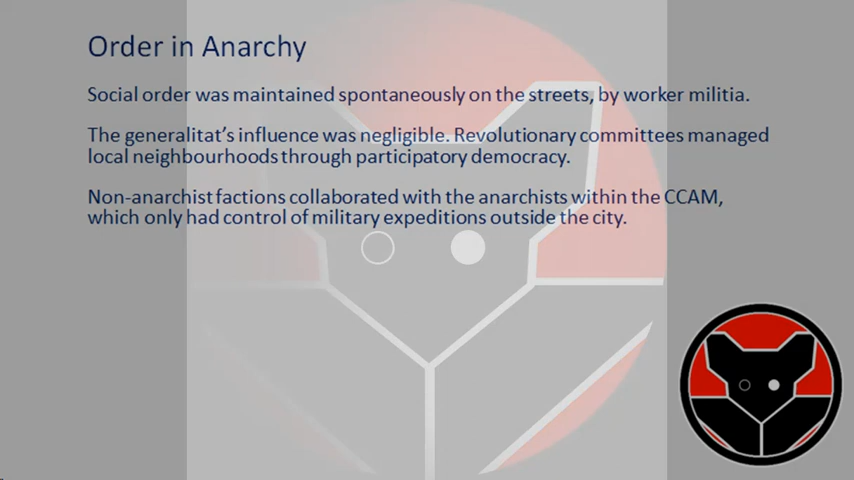 Order in Anarchy
Social order was maintained spontaneously on the streets, by worker militia.
The generalitat's influence was negligible. Revolutionary committees managed
local neighbourhoods through participatory democracy.
Non-anarchist factions collaborated with the anarchists within the CCAM,
which only had control of military expeditions outside the city.